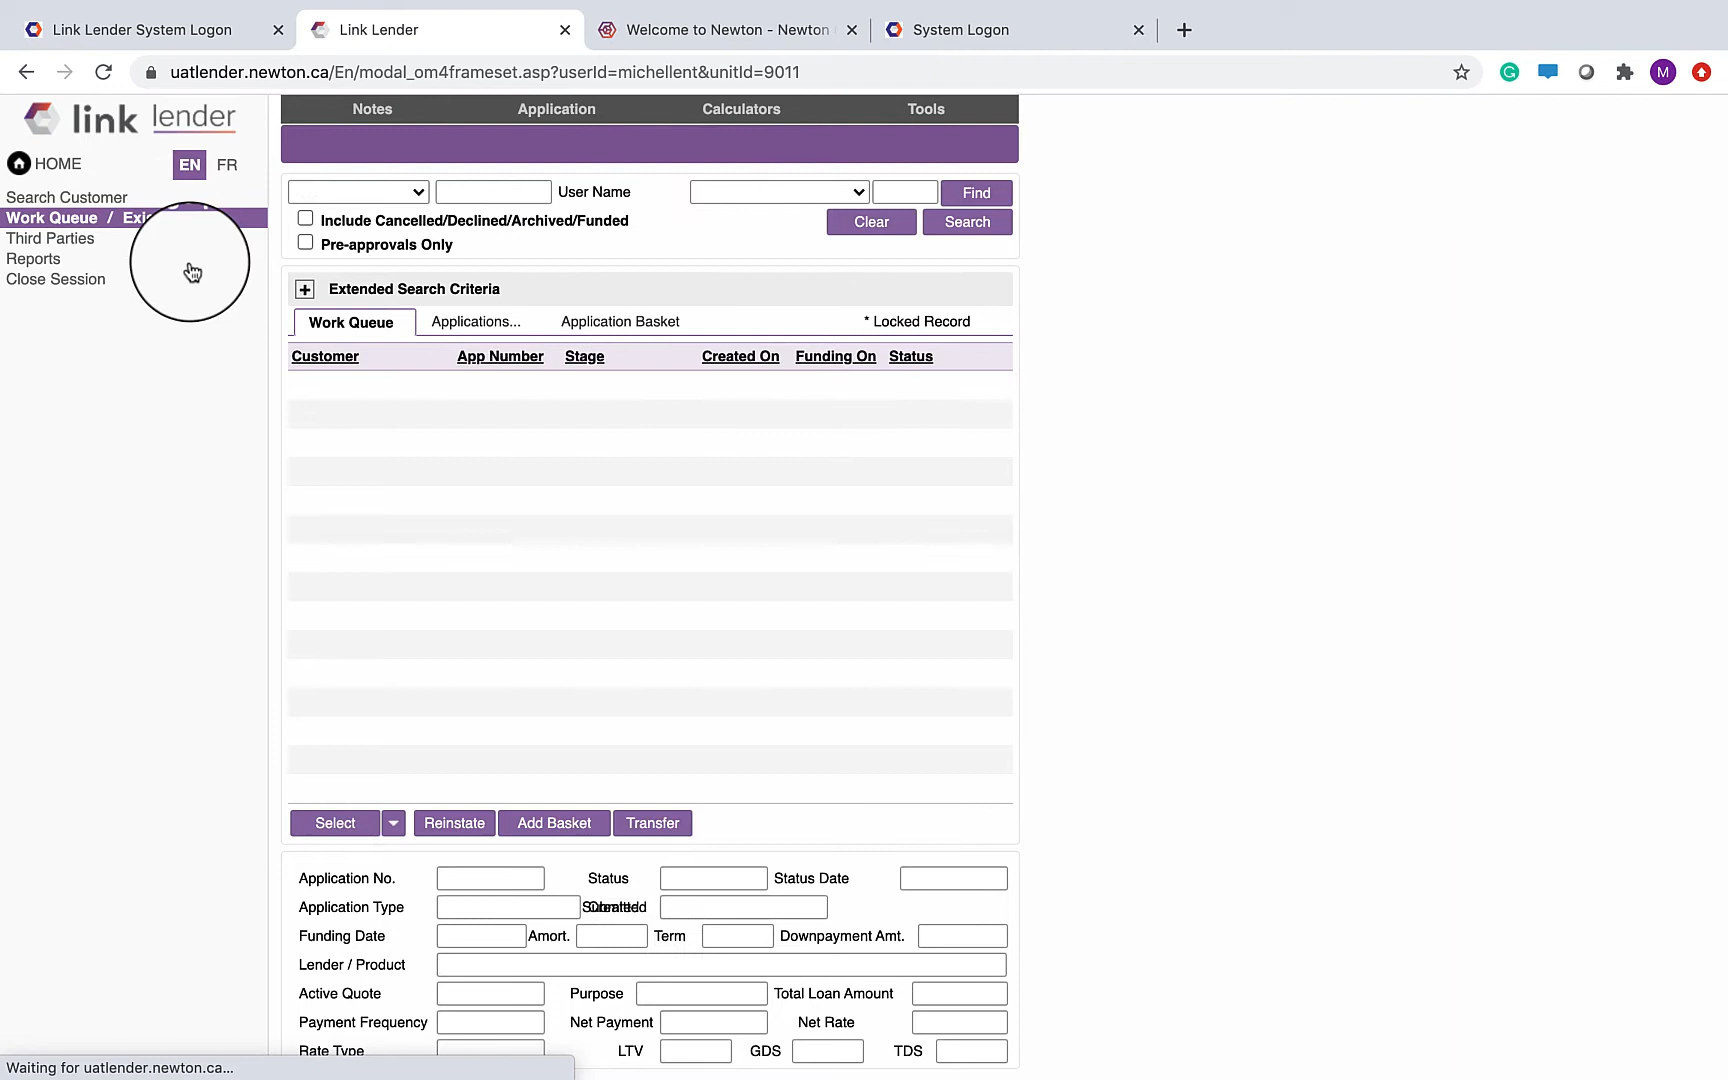 Link Lender System Logon
Link Lender
Welcome to Newton - Newton
System Logon
uatlender.newton.ca/En/modal_om4frameset.asp?userId=michellent&unitId=9011
M
link lender
HOME EN FR
Search Customer
Work Queue / Exis
Third Parties
Reports
Close Session
Notes Application Calculators Tools
User Name Find
Include Cancelled/Declined/Archived/Funded Clear Search
Pre-approvals Only
Extended Search Criteria
Work Queue Applications... Application Basket * Locked Record
Customer App Number Stage Created On Funding On Status
Select Reinstate Add Basket Transfer
Application No. Status Status Date
Application Type
Funding Date Amort. Term Downpayment Amt.
Lender / Product
Active Quote Purpose Total Loan Amount
Payment Frequency Net Payment Net Rate
Rate Type LTV GDS TDS
Waiting for uatlender.newton.ca...